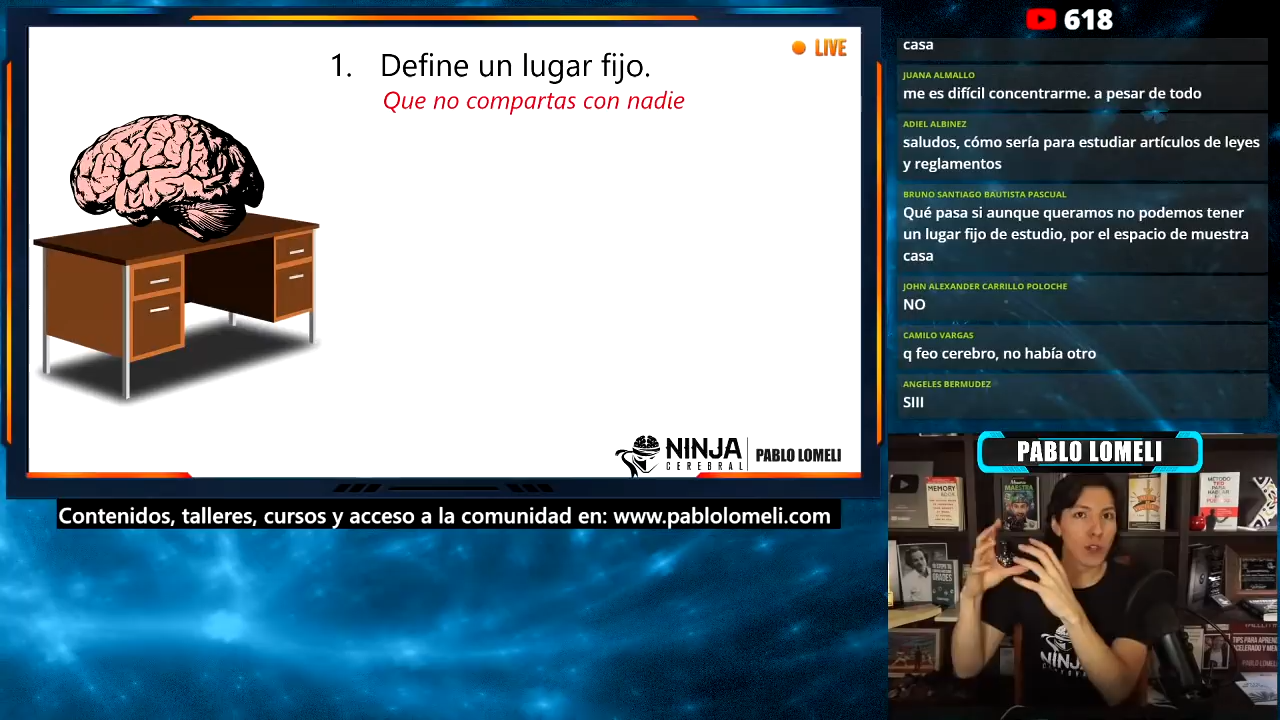 1. Define un lugar fijo.
Que no compartas con nadie
LIVE
NINJA
CEREBRAL
PABLO LOMELI
Contenidos, talleres, cursos y acceso a la comunidad en: www.pablolomeli.com
618
casa
JUANA ALMALLO
me es difícil concentrarme. a pesar de todo
ADIEL ALBINEZ
saludos, cómo sería para estudiar artículos de leyes
y reglamentos
BRUNO SANTIAGO BAUTISTA PASCUAL
Qué pasa si aunque queramos no podemos tener
un lugar fijo de estudio, por el espacio de muestra
casa
JOHN ALEXANDER CARRILLO POLOCHE
NO
CAMILO VARGAS
q feo cerebro, no había otro
ANGELES BERMUDEZ
SIII
PABLO LOMELI
MEMORY
MAESTRA
NINJA